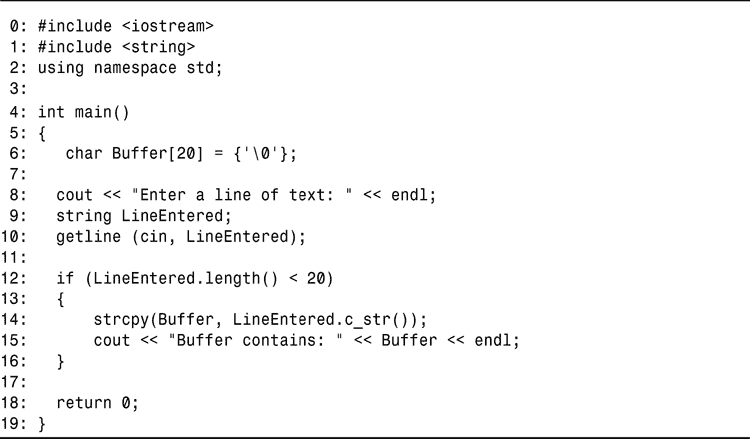 0: #include <iostream>
1: #include <string>
2: using namespace std;
3:
4: int main()
5: {
6:    char Buffer[20] = {'\0'};
7:
8:   cout << "Enter a line of text: " << endl;
9:   string LineEntered;
10:   getline (cin, LineEntered);
11:
12:   if (LineEntered.length() < 20)
13:   {
14:       strcpy(Buffer, LineEntered.c_str());
15:       cout << "Buffer contains: " << Buffer << endl;
16:   }
17:
18:   return 0;
19: }